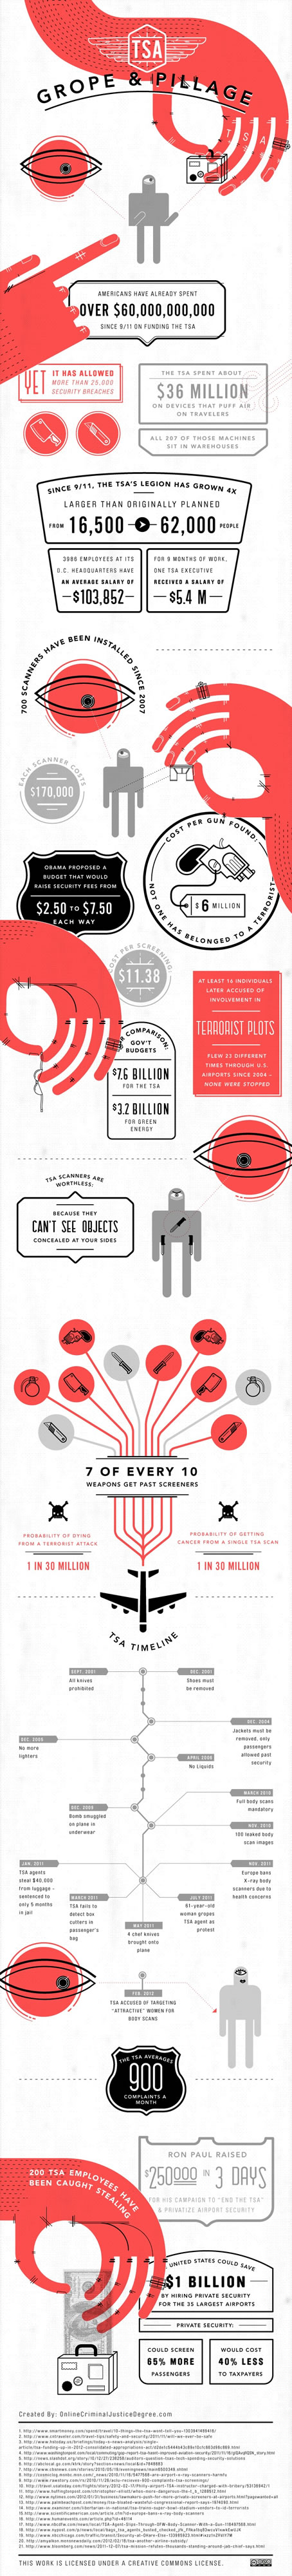 TSA
GROPE & PILLAGE
TSA
AMERICANS HAVE ALREADY SPENT
OVER $60,000,000,000
SINCE 9/11 ON FUNDING THE TSA
YET IT HAS ALLOWED
MORE THAN 25,000
SECURITY BREACHES
THE TSA SPENT ABOUT
$36 MILLION
ON DEVICES THAT PUFF AIR
ON TRAVELERS
ALL 207 OF THOSE MACHINES
SIT IN WAREHOUSES
SINCE 9/11, THE TSA'S LEGION HAS GROWN 4X
LARGER THAN ORIGINALLY PLANNED
FROM 16,500 62,000 PEOPLE
3986 EMPLOYEES AT ITS
D.C. HEADQUARTERS HAVE
AN AVERAGE SALARY OF
$103,852
FOR 9 MONTHS OF WORK,
ONE TSA EXECUTIVE
RECEIVED A SALARY OF
$5.4 M
700 SCANNERS HAVE BEEN INSTALLED SINCE 2007
EACH SCANNER COSTS
$170,000
COST PER GUN FOUND:
$6 MILLION
NOT ONE HAS BELONGED TO A TERRORIST
OBAMA PROPOSED A
BUDGET THAT WOULD
RAISE SECURITY FEES FROM
$2.50 TO $7.50
EACH WAY
COST PER SCREENING:
$11.38
AT LEAST 16 INDIVIDUALS
LATER ACCUSED OF
INVOLVEMENT IN
TERRORIST PLOTS
FLEW 23 DIFFERENT
TIMES THROUGH U.S.
AIRPORTS SINCE 2004 -
NONE WERE STOPPED
COMPARISON:
GOV'T
BUDGETS
$7.6 BILLION
FOR THE TSA
$3.2 BILLION
FOR GREEN
ENERGY
TSA SCANNERS ARE
WORTHLESS:
BECAUSE THEY
CAN'T SEE OBJECTS
CONCEALED AT YOUR SIDES
7 OF EVERY 10
WEAPONS GET PAST SCREENERS
PROBABILITY OF DYING
FROM A TERRORIST ATTACK
1 IN 30 MILLION
PROBABILITY OF GETTING
CANCER FROM A SINGLE TSA SCAN
1 IN 30 MILLION
TSA TIMELINE
SEPT. 2001
All knives
prohibited
DEC. 2001
Shoes must
be removed
Jackets must be
removed, only
passengers
allowed past
security
No more
lighters
No Liquids
MARCH 2010
Full body scans
mandatory
Bomb smuggled
on plane in
underwear
NOV. 2010
100 leaked body
scan images
JAN. 2011
TSA agents
steal $40,000
from luggage -
sentenced to
only 5 months
in jail
NOV. 2011
Europe bans
X-ray body
scanners due to
health concerns
MARCH 2011
TSA fails to
detect box
cutters in
passenger's
bag
JULY 2011
61-year-old
woman gropes
TSA agent as
protest
MAY 2011
4 chef knives
brought onto
plane
FEB. 2012
TSA ACCUSED OF TARGETING
"ATTRACTIVE" WOMEN FOR
BODY SCANS
THE TSA AVERAGES
900
COMPLAINTS A
MONTH
RON PAUL RAISED
$250000 IN 3 DAYS
FOR HIS CAMPAIGN TO "END THE TSA"
& PRIVATIZE AIRPORT SECURITY
200 TSA EMPLOYEES HAVE
BEEN CAUGHT STEALING
UNITED STATES COULD SAVE
$1 BILLION
BY HIRING PRIVATE SECURITY
FOR THE 35 LARGEST AIRPORTS
PRIVATE SECURITY:
COULD SCREEN
65% MORE
PASSENGERS
WOULD COST
40% LESS
TO TAXPAYERS
Created By: OnlineCriminalJusticeDegree.com
THIS WORK IS LICENSED UNDER A CREATIVE COMMONS LICENSE.